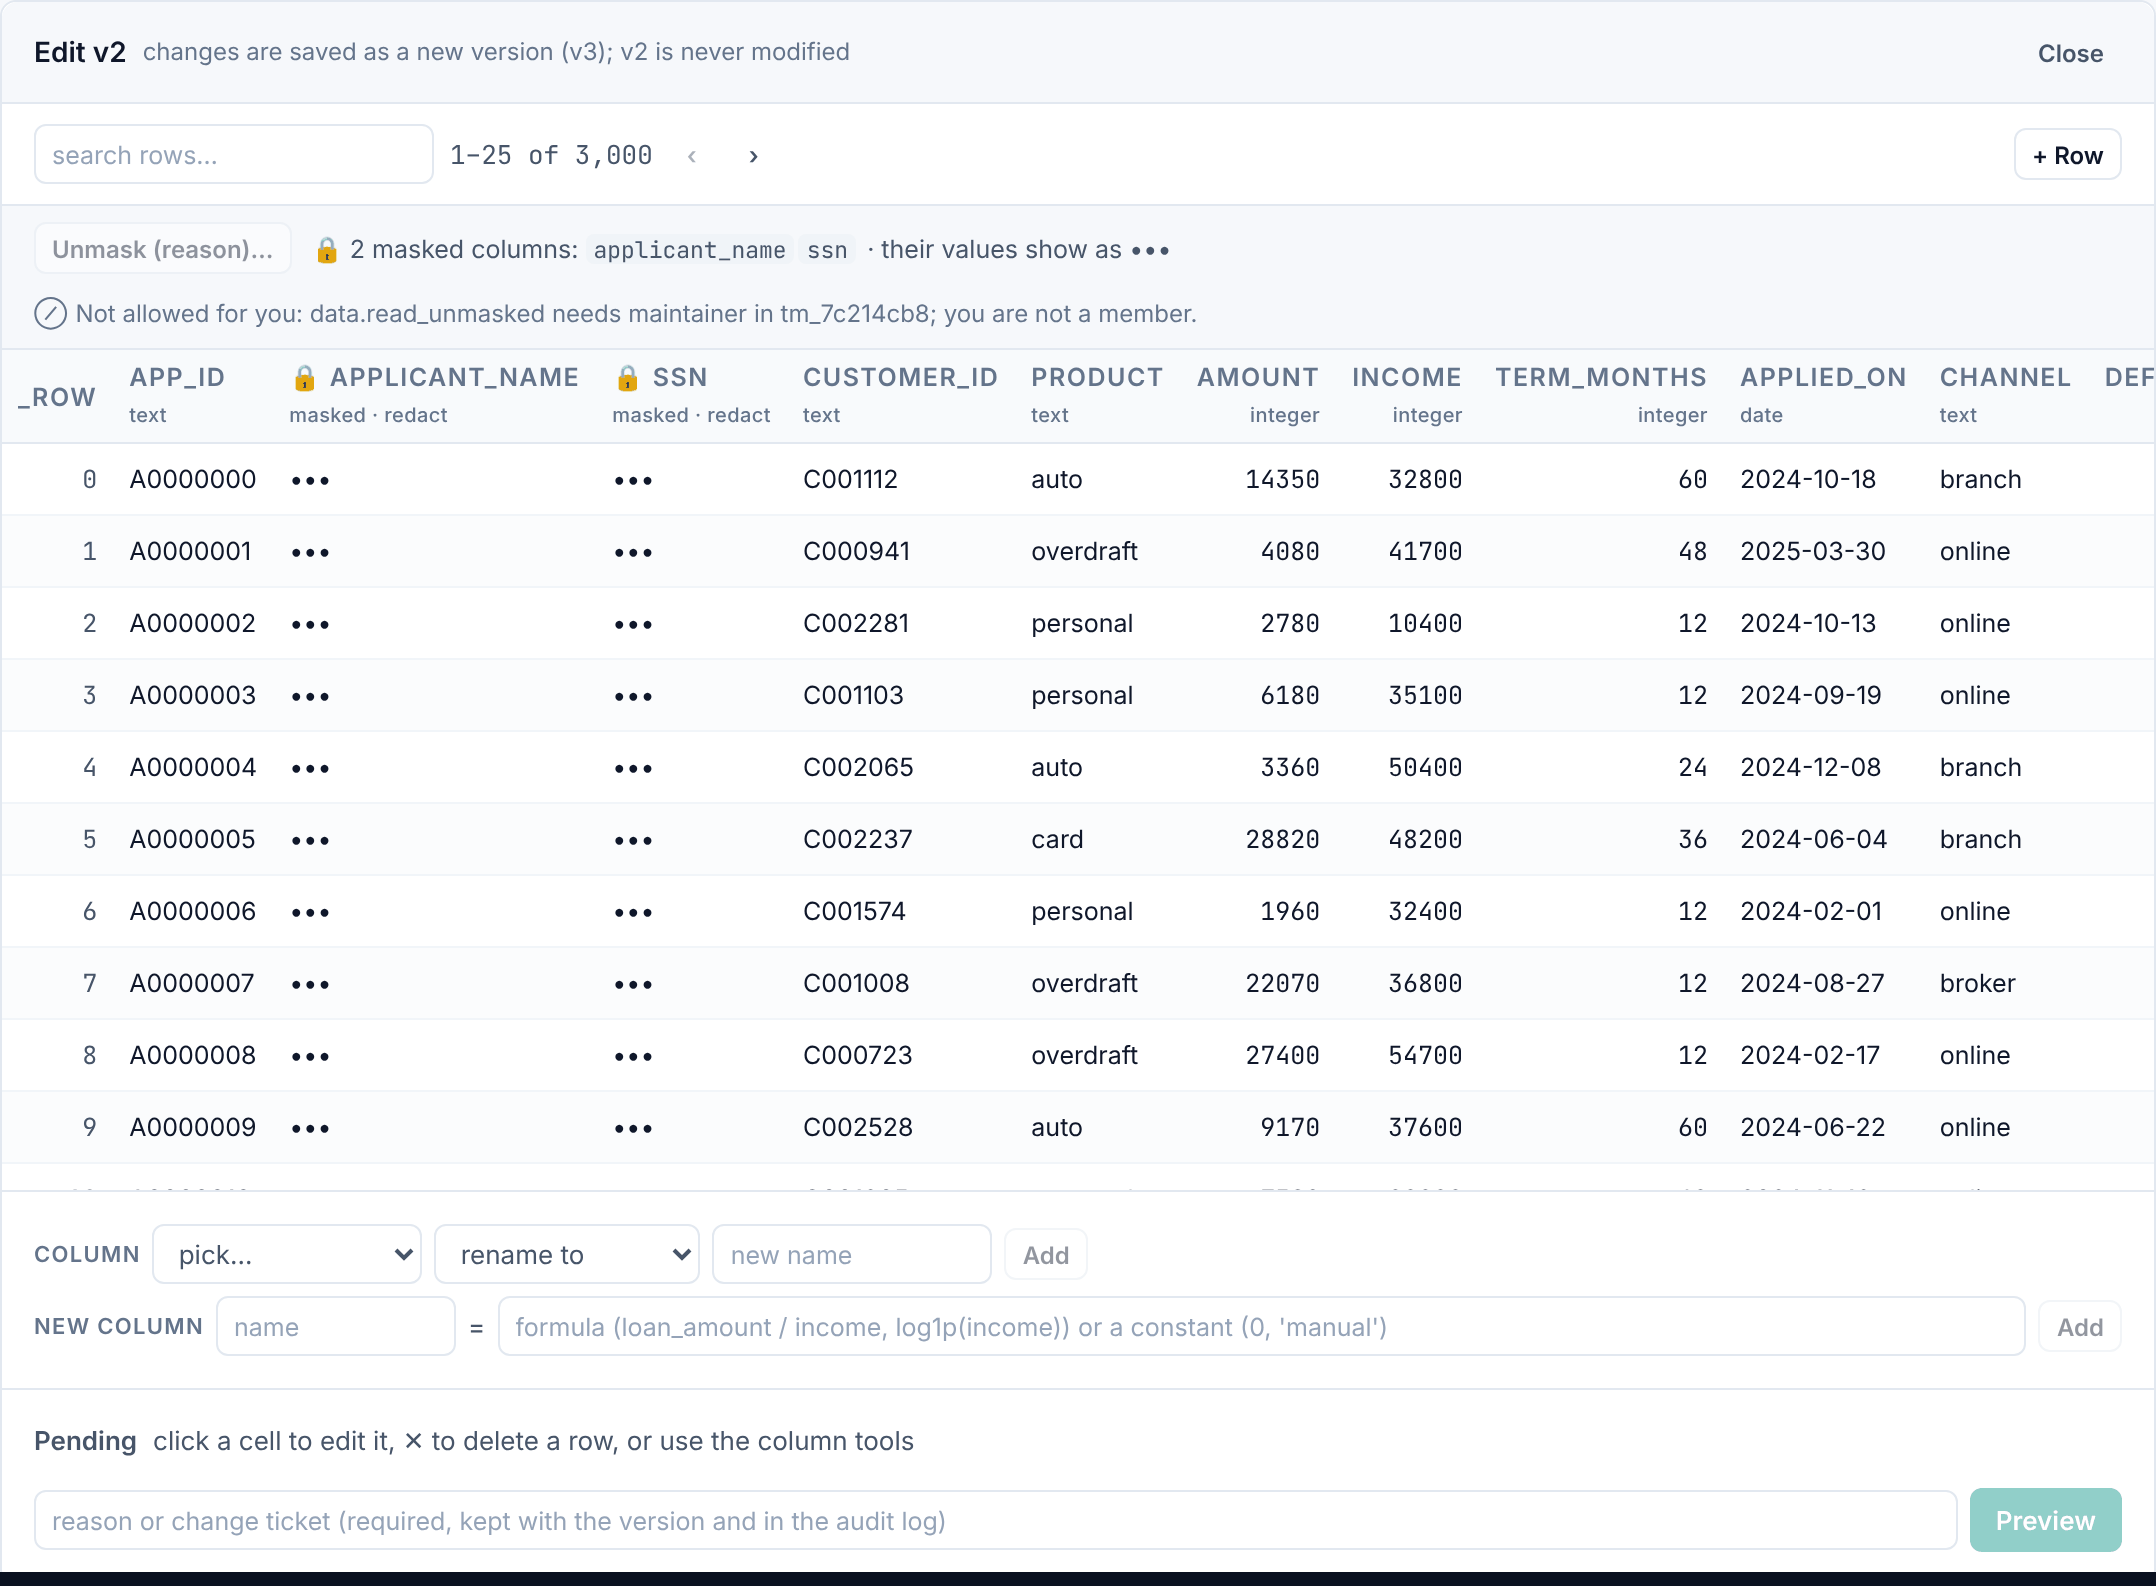 Edit v2 changes are saved as a new version (v3); v2 is never modified Close
search rows... 1–25 of 3,000 ‹ › + Row
Unmask (reason)... 🔒 2 masked columns: applicant_name ssn · their values show as •••
Not allowed for you: data.read_unmasked needs maintainer in tm_7c214cb8; you are not a member.
_ROW APP_ID 🔒 APPLICANT_NAME 🔒 SSN CUSTOMER_ID PRODUCT AMOUNT INCOME TERM_MONTHS APPLIED_ON CHANNEL DEF
text masked · redact masked · redact text text integer integer integer date text
0 A0000000 ••• ••• C001112 auto 14350 32800 60 2024-10-18 branch
1 A0000001 ••• ••• C000941 overdraft 4080 41700 48 2025-03-30 online
2 A0000002 ••• ••• C002281 personal 2780 10400 12 2024-10-13 online
3 A0000003 ••• ••• C001103 personal 6180 35100 12 2024-09-19 online
4 A0000004 ••• ••• C002065 auto 3360 50400 24 2024-12-08 branch
5 A0000005 ••• ••• C002237 card 28820 48200 36 2024-06-04 branch
6 A0000006 ••• ••• C001574 personal 1960 32400 12 2024-02-01 online
7 A0000007 ••• ••• C001008 overdraft 22070 36800 12 2024-08-27 broker
8 A0000008 ••• ••• C000723 overdraft 27400 54700 12 2024-02-17 online
9 A0000009 ••• ••• C002528 auto 9170 37600 60 2024-06-22 online
COLUMN pick... rename to new name Add
NEW COLUMN name = formula (loan_amount / income, log1p(income)) or a constant (0, 'manual') Add
Pending click a cell to edit it, ✕ to delete a row, or use the column tools
reason or change ticket (required, kept with the version and in the audit log) Preview